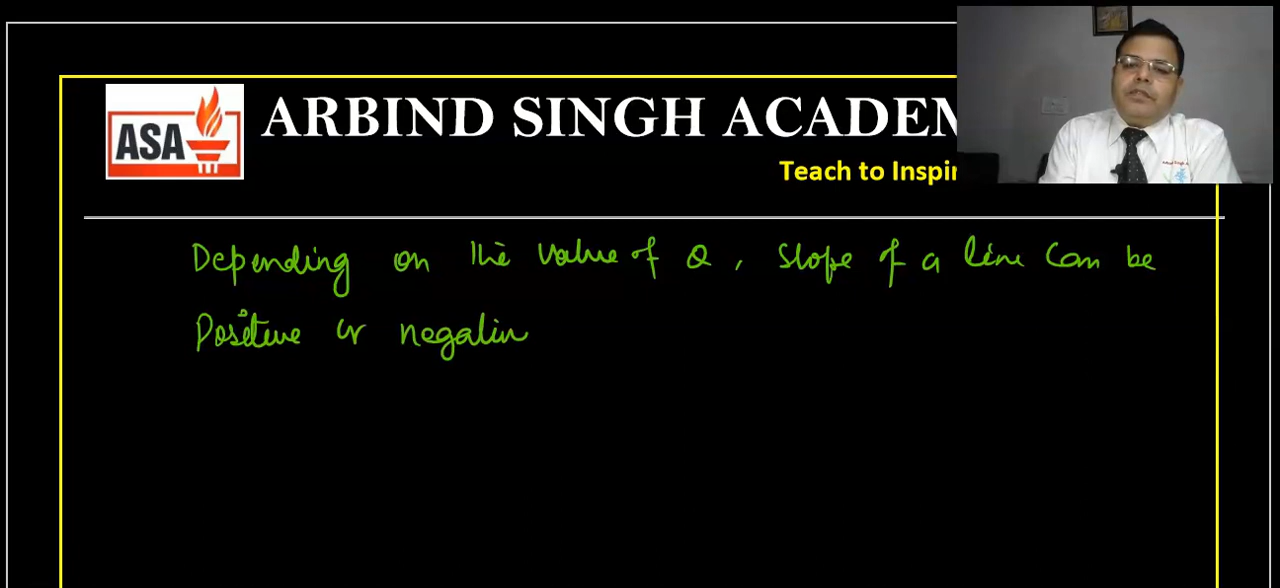 ASA
ARBIND SINGH ACADEM
Teach to Inspir
Depending on the value of θ, slope of a line can be
Positive or negative